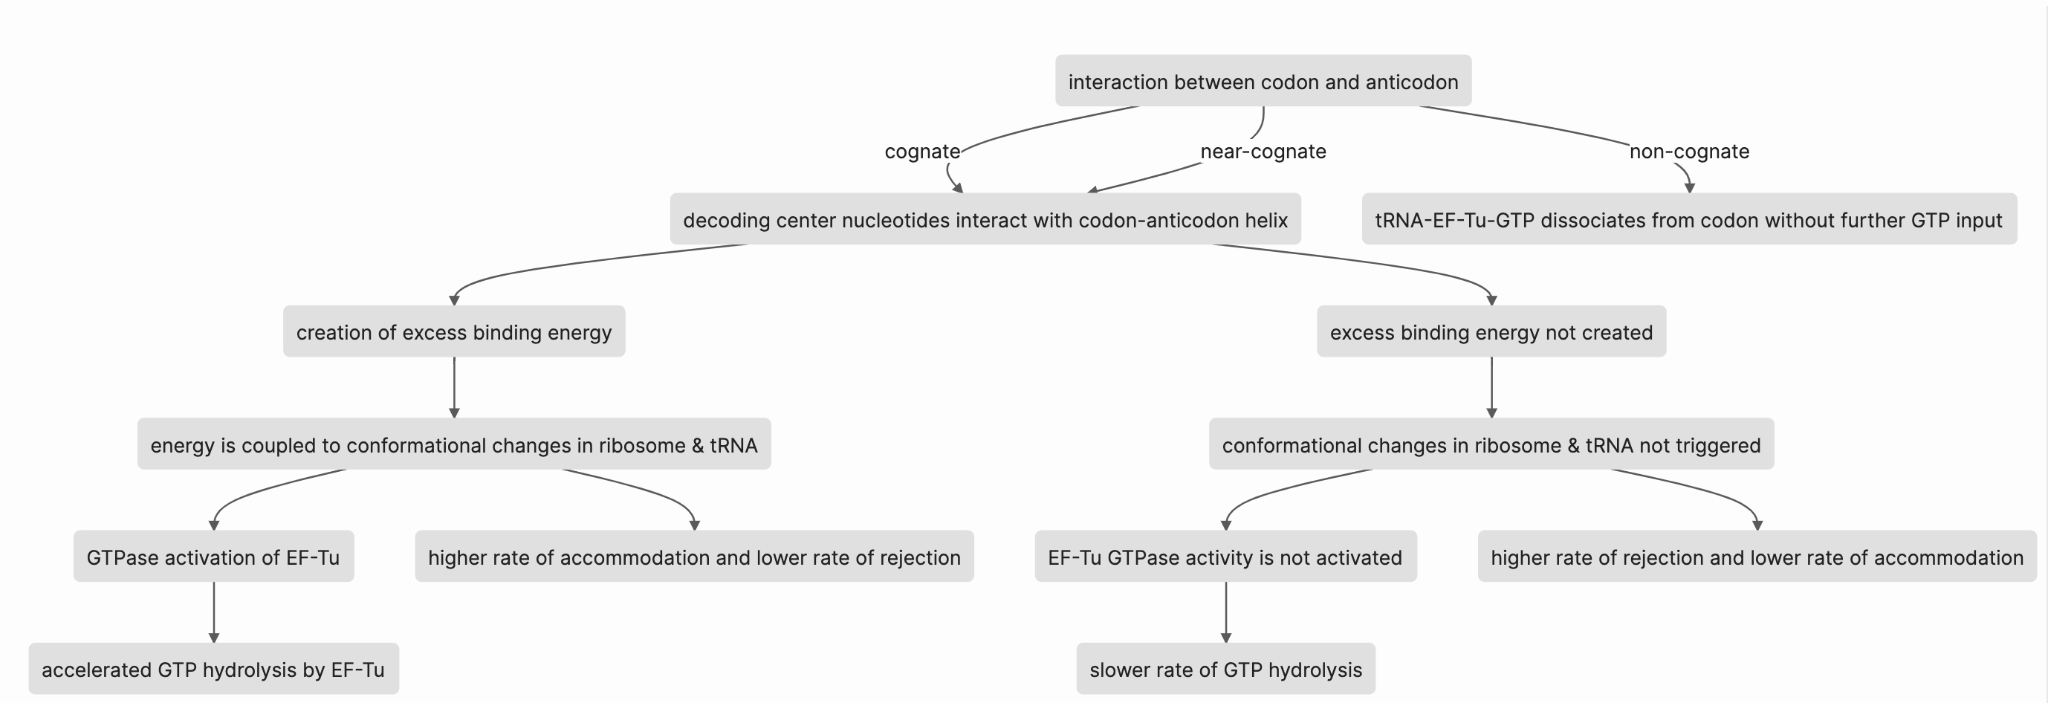 interaction between codon and anticodon
cognate
near-cognate
non-cognate
decoding center nucleotides interact with codon-anticodon helix
tRNA-EF-Tu-GTP dissociates from codon without further GTP input
creation of excess binding energy
excess binding energy not created
energy is coupled to conformational changes in ribosome & tRNA
conformational changes in ribosome & tRNA not triggered
GTPase activation of EF-Tu
higher rate of accommodation and lower rate of rejection
EF-Tu GTPase activity is not activated
higher rate of rejection and lower rate of accommodation
accelerated GTP hydrolysis by EF-Tu
slower rate of GTP hydrolysis